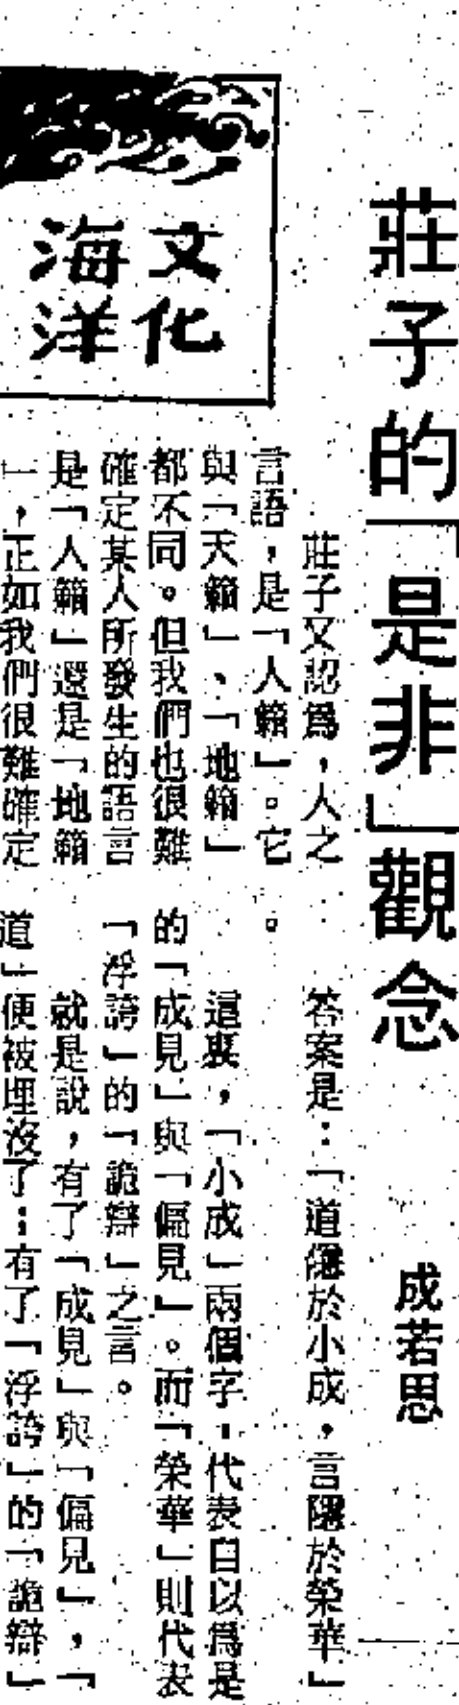 莊子的「是非」觀念
成若思
文化
海洋
莊子又認爲，人之
言語，是「人籟」。它
與「天籟」、「地籟」
都不同。但我們也很難
確定某人所發生的語言
是「人籟」還是「地籟
」，正如我們很難確定
答案是：「道隱於小成，言隱於榮華」
。
這裏，「小成」兩個字，代表自以爲是
的「成見」與「偏見」。而「榮華」則代表
「浮誇」的「詭辯」之言。
就是說，有了「成見」與「偏見」，「
道」便被埋沒了；有了「浮誇」的「詭辯」